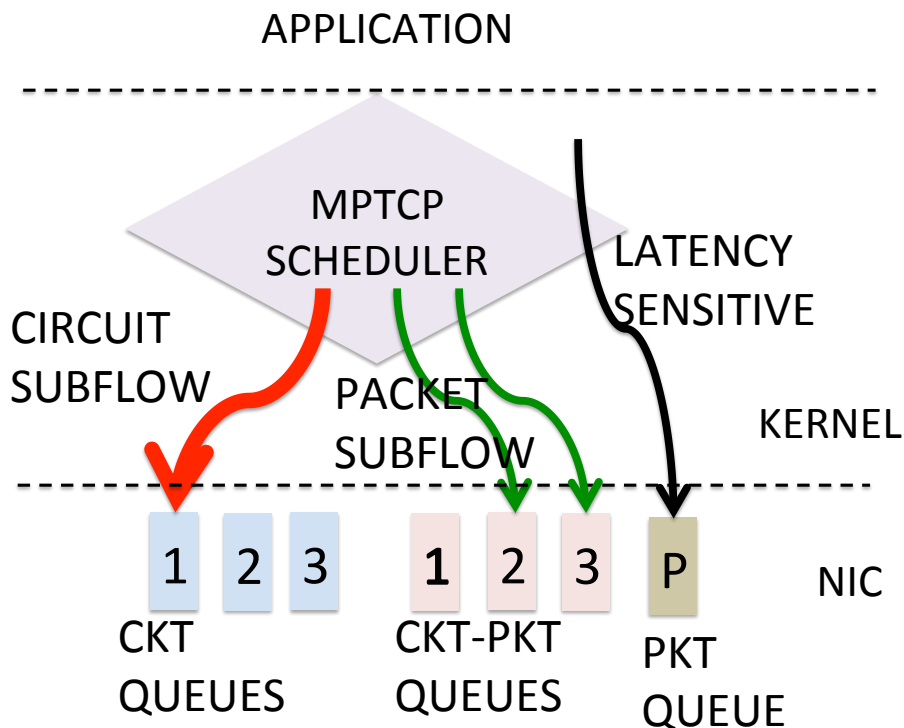 APPLICATION
MPTCP
SCHEDULER
LATENCY
SENSITIVE
CIRCUIT
SUBFLOW
PACKET
SUBFLOW
KERNEL
1 2 3 1 2 3 P
NIC
CKT
QUEUES
CKT-PKT
QUEUES
PKT
QUEUE